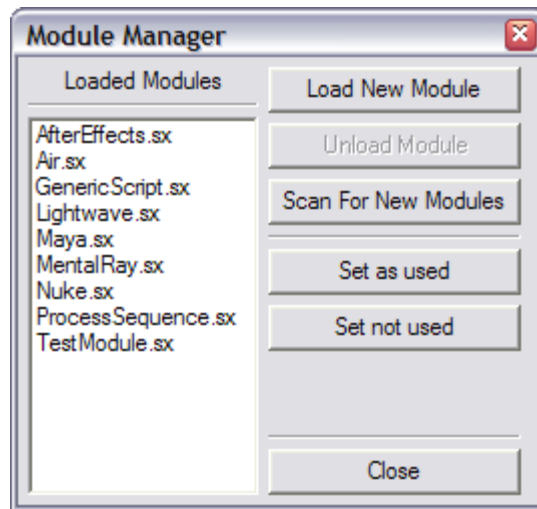 Module Manager
Loaded Modules
AfterEffects.sx
Air.sx
GenericScript.sx
Lightwave.sx
Maya.sx
MentalRay.sx
Nuke.sx
ProcessSequence.sx
TestModule.sx
Load New Module
Unload Module
Scan For New Modules
Set as used
Set not used
Close